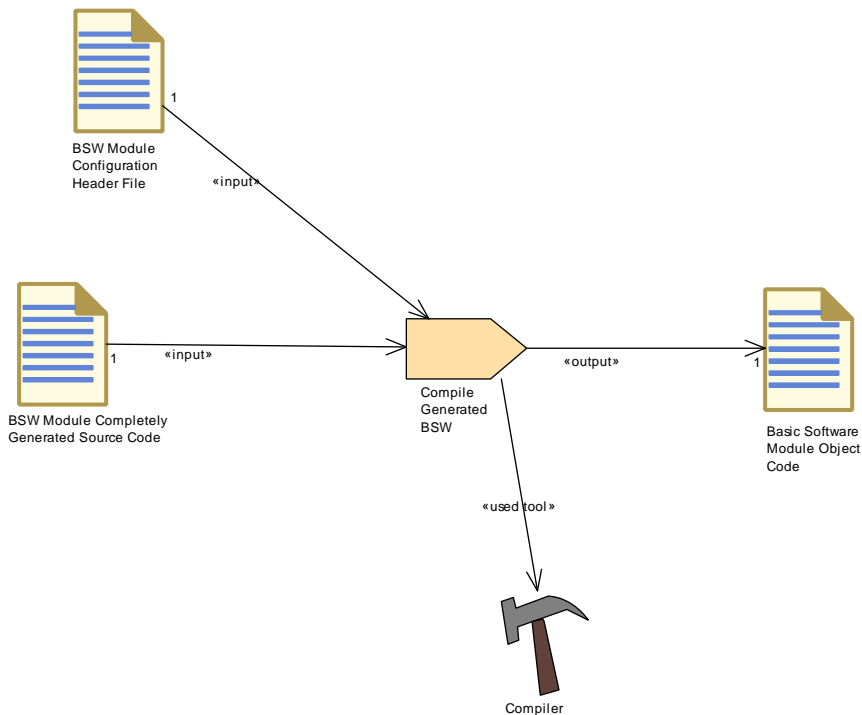 1
BSW Module
Configuration
Header File
«input»
1
«input»
BSW Module Completely
Generated Source Code
Compile
Generated
BSW
«output»
1
Basic Software
Module Object
Code
«used tool»
Compiler